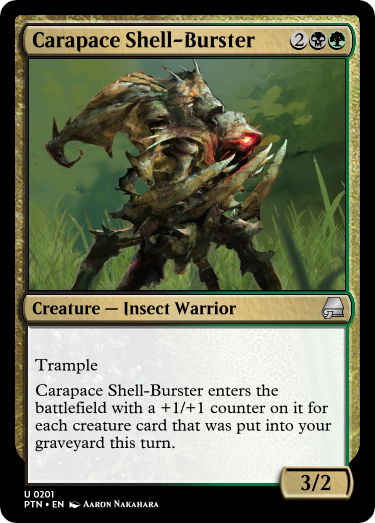 Carapace Shell-Burster 2
Creature — Insect Warrior
Trample
Carapace Shell-Burster enters the
battlefield with a +1/+1 counter on it for
each creature card that was put into your
graveyard this turn.
3/2
U 0201
PTN • EN Aaron Nakahara